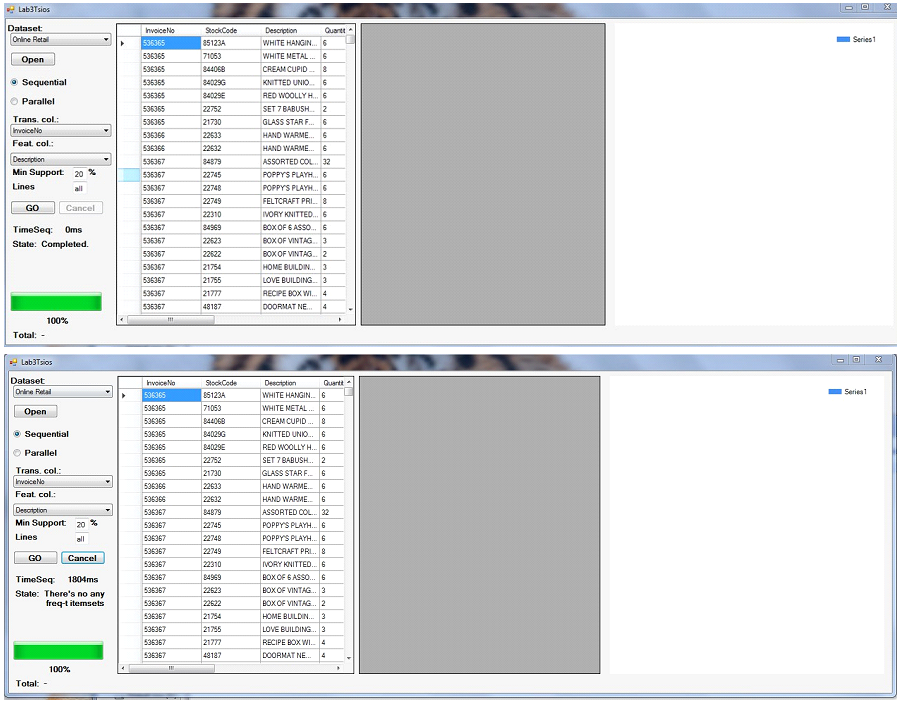 Lab3Tsios
Dataset:
Online Retail
Open
Sequential
Parallel
Trans. col.:
InvoiceNo
Feat. col.:
Description
Min Support: 20 %
Lines all
GO Cancel
TimeSeq: 0ms
State: Completed.
100%
Total: -
InvoiceNo StockCode Description Quantit
536365 85123A WHITE HANGIN... 6
536365 71053 WHITE METAL ... 6
536365 84406B CREAM CUPID ... 8
536365 84029G KNITTED UNIO... 6
536365 84029E RED WOOLLY H... 6
536365 22752 SET 7 BABUSH... 2
536365 21730 GLASS STAR F... 6
536366 22633 HAND WARME... 6
536366 22632 HAND WARME... 6
536367 84879 ASSORTED COL... 32
536367 22745 POPPY'S PLAYH... 6
536367 22748 POPPY'S PLAYH... 6
536367 22749 FELTCRAFT PRI... 8
536367 22310 IVORY KNITTED... 6
536367 84969 BOX OF 6 ASSO... 6
536367 22623 BOX OF VINTAG... 3
536367 22622 BOX OF VINTAG... 2
536367 21754 HOME BUILDIN... 3
536367 21755 LOVE BUILDING... 3
536367 21777 RECIPE BOX WI... 4
536367 48187 DOORMAT NE... 4
Series1
Lab3Tsios
Dataset:
Online Retail
Open
Sequential
Parallel
Trans. col.:
InvoiceNo
Feat. col.:
Description
Min Support: 20 %
Lines all
GO Cancel
TimeSeq: 1804ms
State: There's no any
freq-t itemsets
100%
Total: -
InvoiceNo StockCode Description Quantit
536365 85123A WHITE HANGIN... 6
536365 71053 WHITE METAL ... 6
536365 84406B CREAM CUPID ... 8
536365 84029G KNITTED UNIO... 6
536365 84029E RED WOOLLY H... 6
536365 22752 SET 7 BABUSH... 2
536365 21730 GLASS STAR F... 6
536366 22633 HAND WARME... 6
536366 22632 HAND WARME... 6
536367 84879 ASSORTED COL... 32
536367 22745 POPPY'S PLAYH... 6
536367 22748 POPPY'S PLAYH... 6
536367 22749 FELTCRAFT PRI... 8
536367 22310 IVORY KNITTED... 6
536367 84969 BOX OF 6 ASSO... 6
536367 22623 BOX OF VINTAG... 3
536367 22622 BOX OF VINTAG... 2
536367 21754 HOME BUILDIN... 3
536367 21755 LOVE BUILDING... 3
536367 21777 RECIPE BOX WI... 4
536367 48187 DOORMAT NE... 4
Series1